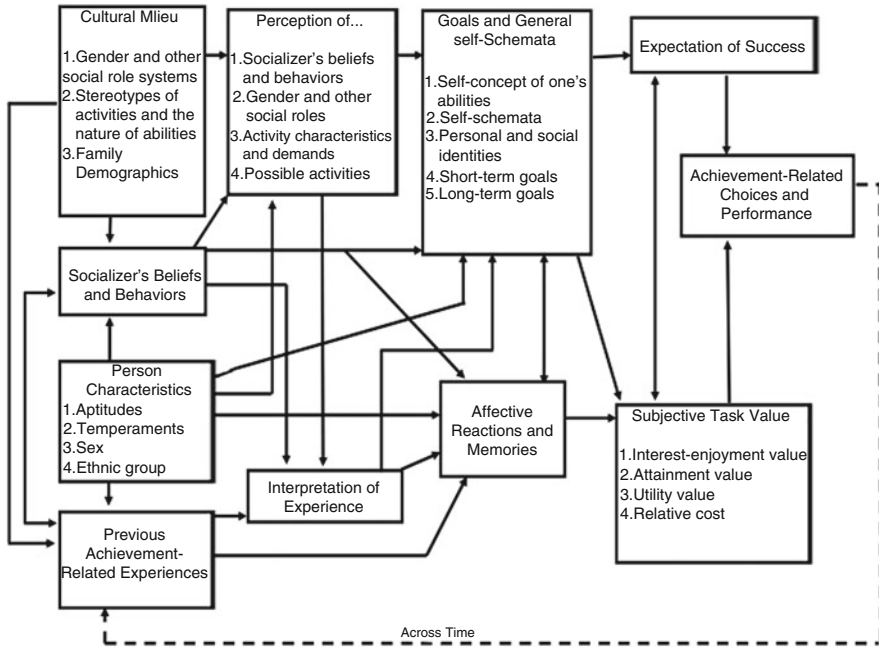 Cultural Mlieu
1.Gender and other
social role systems
2.Stereotypes of
activities and the
nature of abilities
3.Family
Demographics
Perception of...
1.Socializer's beliefs
and behaviors
2.Gender and other
social roles
3.Activity characteristics
and demands
4.Possible activities
Goals and General
self-Schemata
1.Self-concept of one's
abilities
2.Self-schemata
3.Personal and social
identities
4.Short-term goals
5.Long-term goals
Expectation of Success
Achievement-Related
Choices and
Performance
Socializer's Beliefs
and Behaviors
Person
Characteristics
1.Aptitudes
2.Temperaments
3.Sex
4.Ethnic group
Previous
Achievement-
Related Experiences
Interpretation of
Experience
Affective
Reactions and
Memories
Subjective Task Value
1.Interest-enjoyment value
2.Attainment value
3.Utility value
4.Relative cost
Across Time